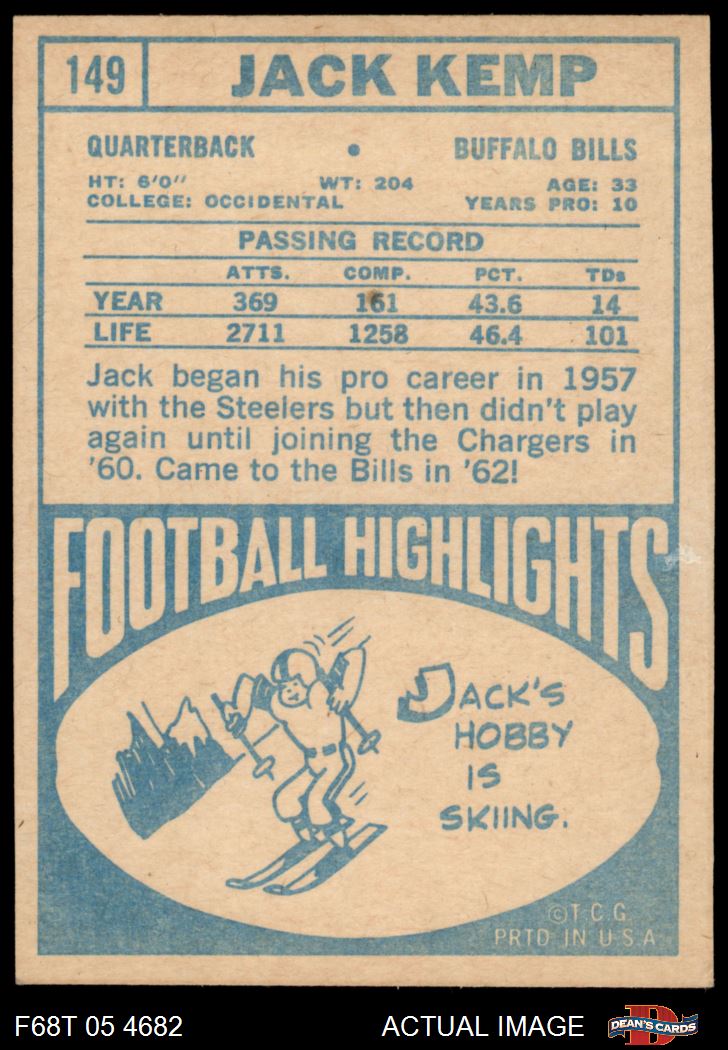 149 JACK KEMP
QUARTERBACK • BUFFALO BILLS
HT: 6'0" WT: 204 AGE: 33
COLLEGE: OCCIDENTAL YEARS PRO: 10
PASSING RECORD
ATTS. COMP. PCT. TDs
YEAR 369 161 43.6 14
LIFE 2711 1258 46.4 101
Jack began his pro career in 1957
with the Steelers but then didn't play
again until joining the Chargers in
'60. Came to the Bills in '62!
FOOTBALL HIGHLIGHTS
JACK'S
HOBBY
IS
SKIING.
©T.C.G.
PRTD IN U.S.A.
F68T 05 4682 ACTUAL IMAGE D DEAN'S CARDS